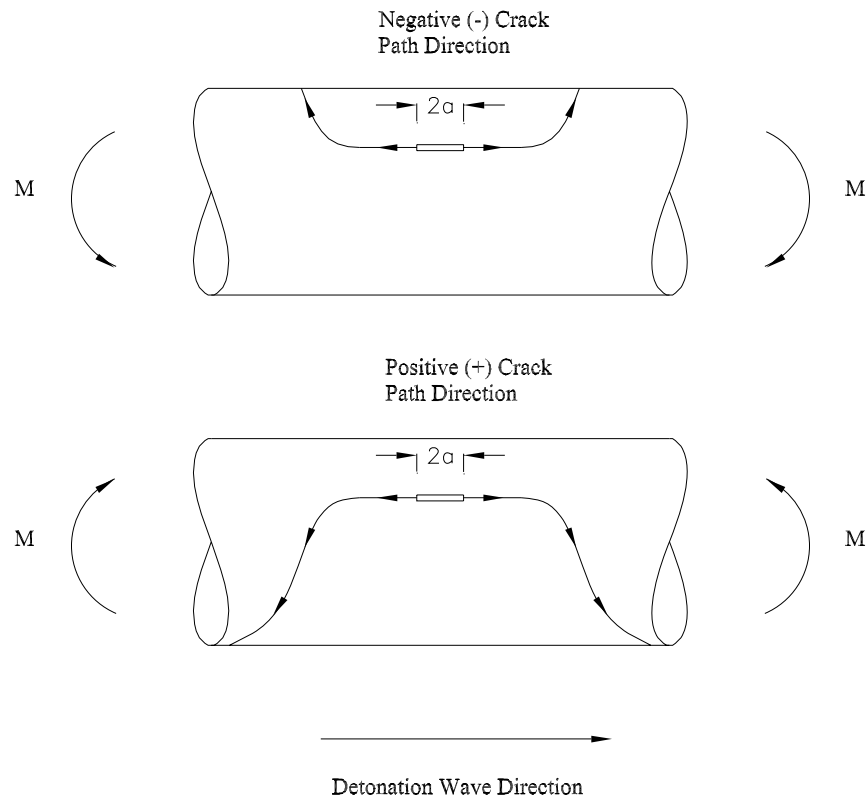 Negative (-) Crack
Path Direction
2a
M
M
Positive (+) Crack
Path Direction
2a
M
M
Detonation Wave Direction